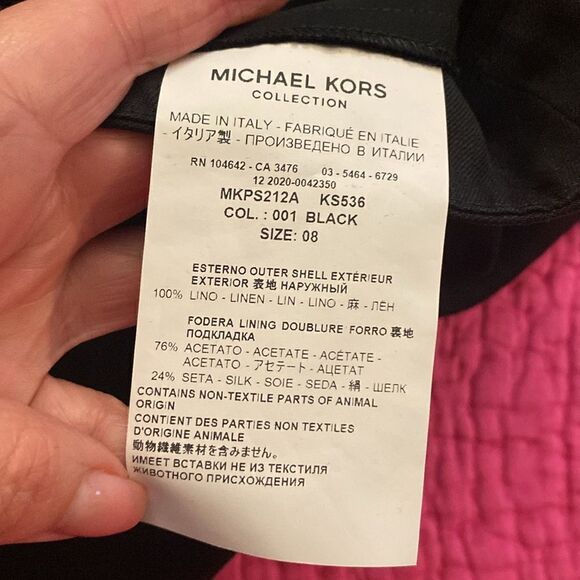 MICHAEL KORS
COLLECTION
MADE IN ITALY - FABRIQUÉ EN ITALIE
- イタリア製 - ПРОИЗВЕДЕНО В ИТАЛИИ
RN 104642 - CA 3476 03 - 5464 - 6729
12 2020-0042350
MKPS212A KS536
COL. : 001 BLACK
SIZE: 08
ESTERNO OUTER SHELL EXTÉRIEUR
EXTERIOR 表地 НАРУЖНЫЙ
100% LINO - LINEN - LIN - LINO - 麻 - ЛЁН
FODERA LINING DOUBLURE FORRO 裏地
ПОДКЛАДКА
76% ACETATO - ACETATE - ACÉTATE -
ACETATO - アセテート - АЦЕТАТ
24% SETA - SILK - SOIE - SEDA - 絹 - ШЕЛК
CONTAINS NON-TEXTILE PARTS OF ANIMAL
ORIGIN
CONTIENT DES PARTIES NON TEXTILES
D'ORIGINE ANIMALE
動物繊維素材を含みません。
ИМЕЕТ ВСТАВКИ НЕ ИЗ ТЕКСТИЛЯ
ЖИВОТНОГО ПРИСХОЖДЕНИЯ